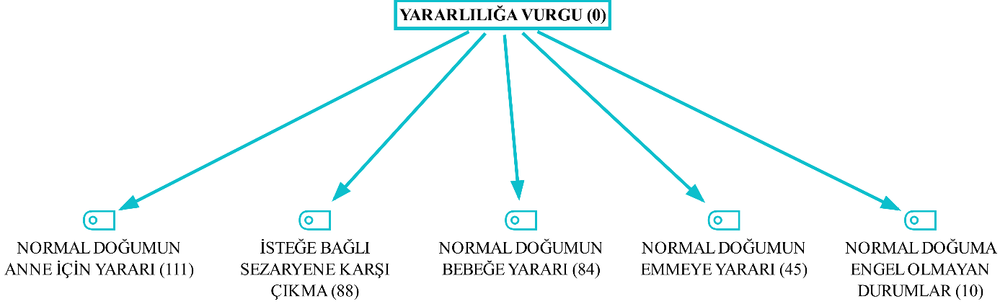 YARARLILIĞA VURGU (0)
NORMAL DOĞUMUN
ANNE İÇİN YARARI (111)
İSTEĞE BAĞLI
SEZARYENE KARŞI
ÇIKMA (88)
NORMAL DOĞUMUN
BEBEĞE YARARI (84)
NORMAL DOĞUMUN
EMMEYE YARARI (45)
NORMAL DOĞUMA
ENGEL OLMAYAN
DURUMLAR (10)